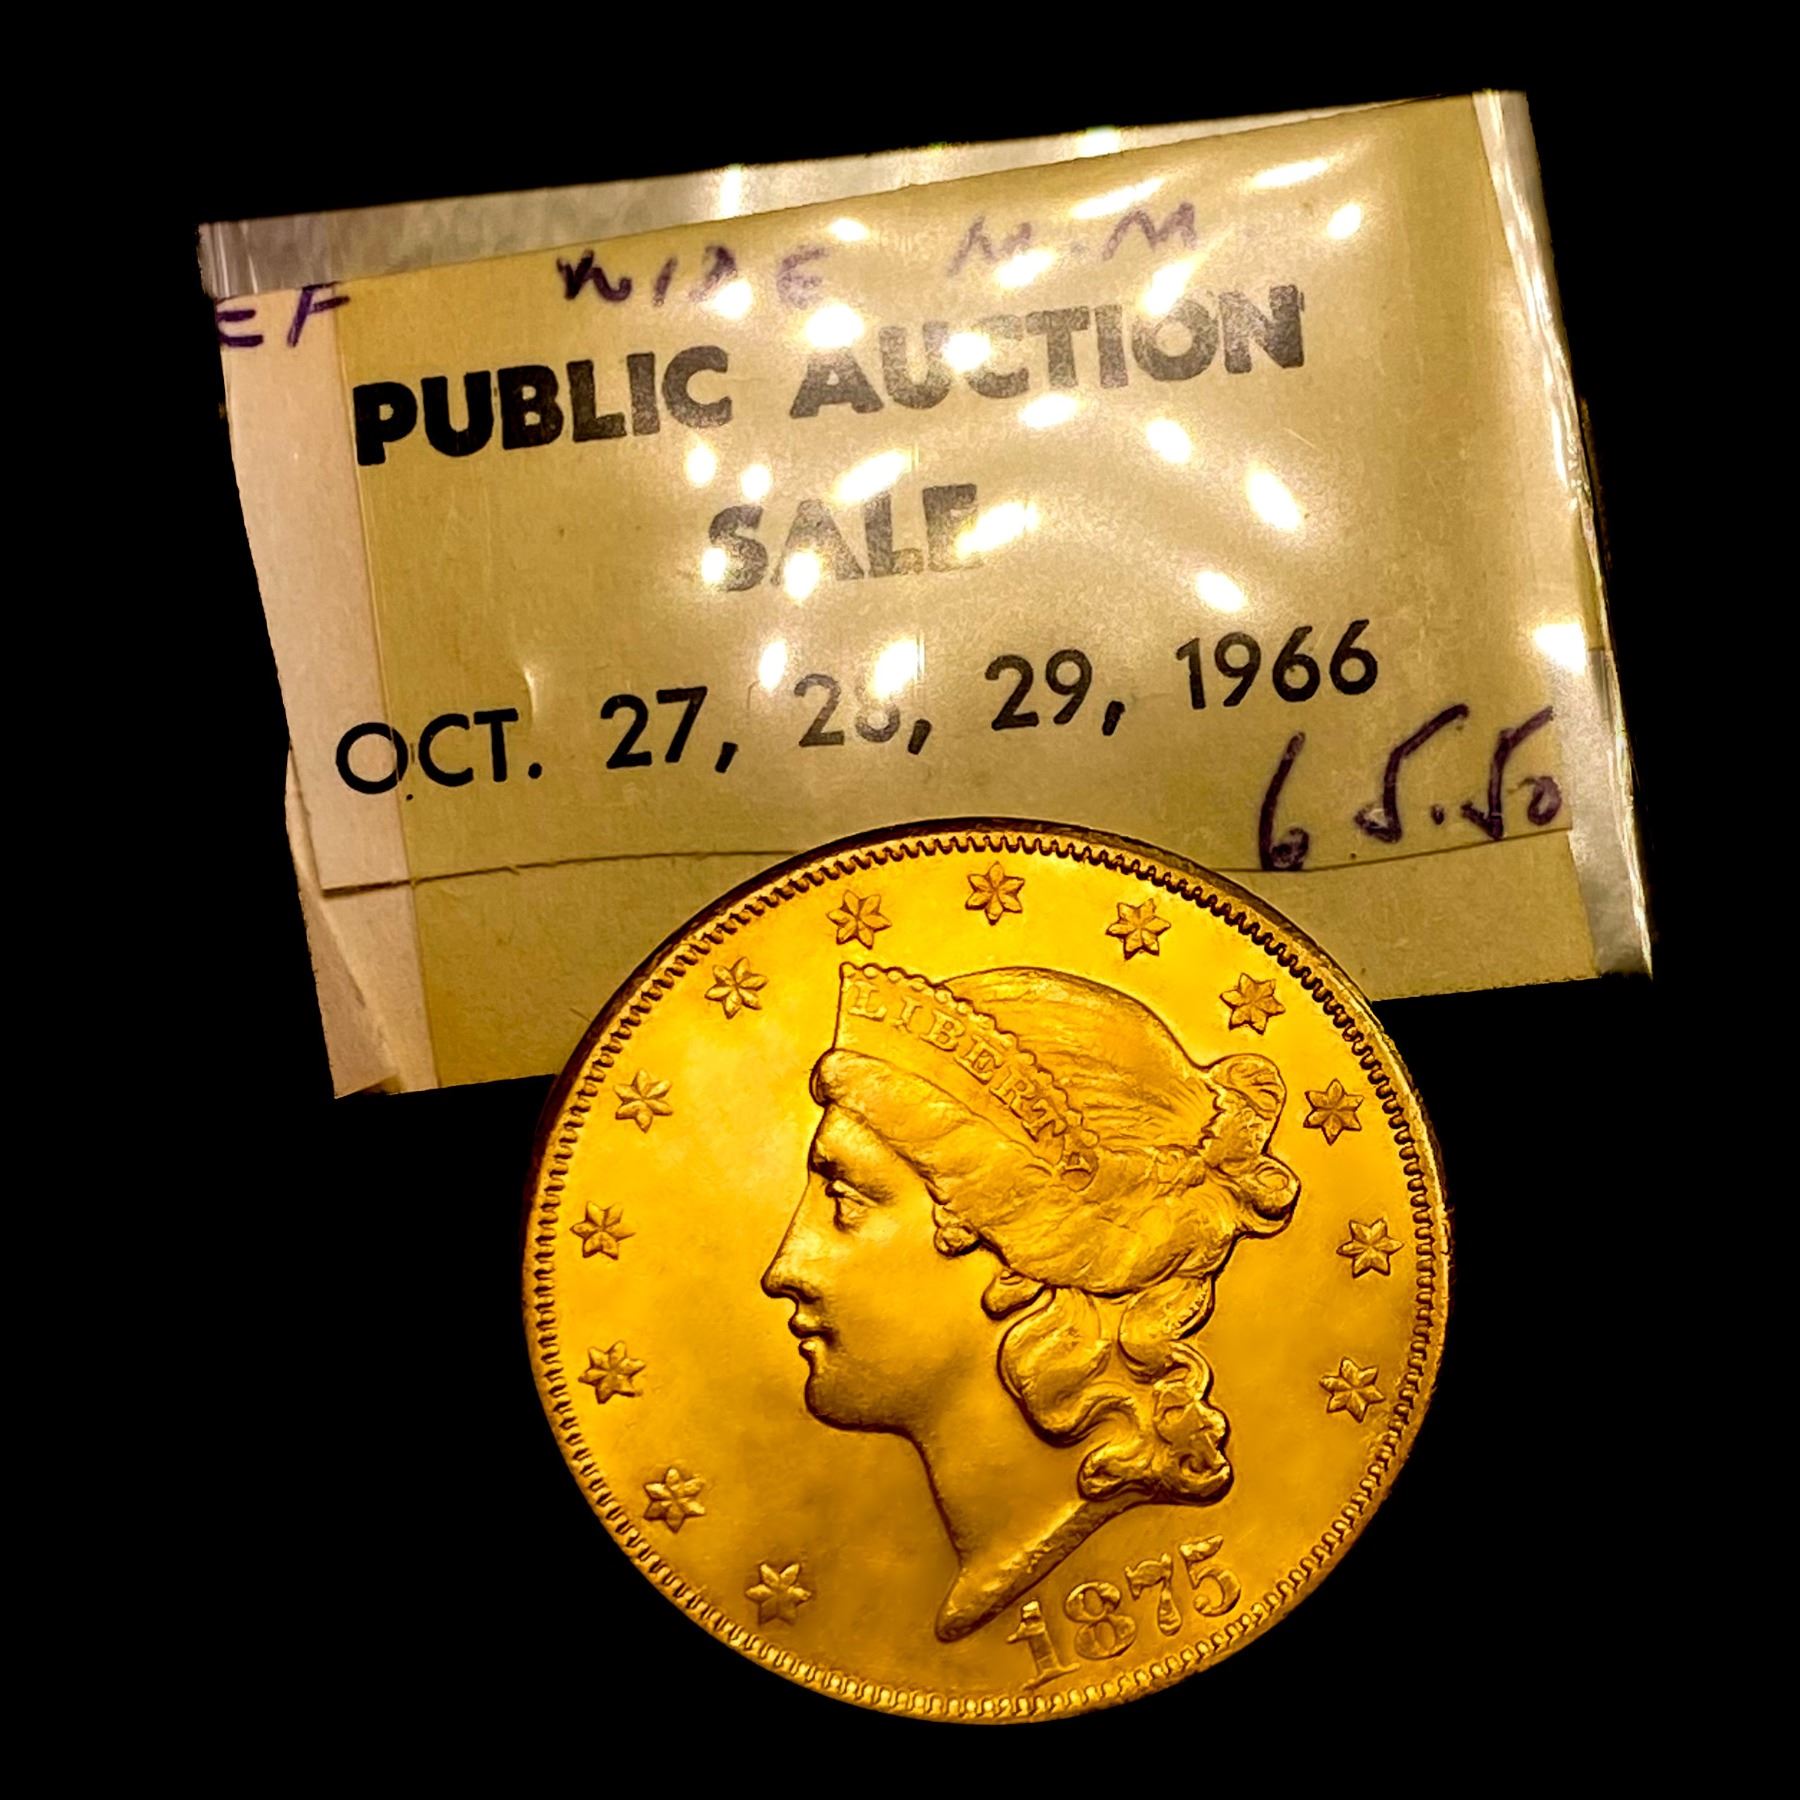 EF WIDE M.M
PUBLIC AUCTION
SALE
OCT. 27, 28, 29, 1966
65.50
LIBERTY
1875